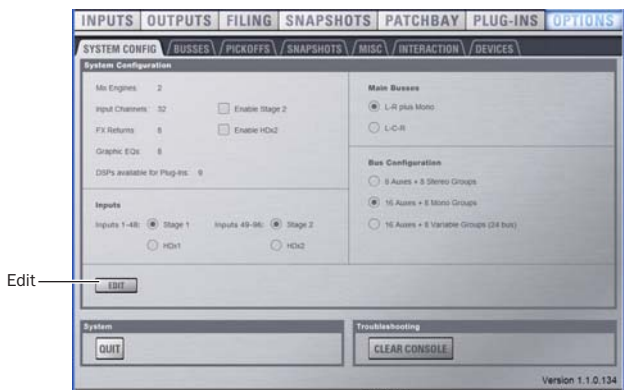 INPUTS OUTPUTS FILING SNAPSHOTS PATCHBAY PLUG-INS OPTIONS
SYSTEM CONFIG BUSSES PICKOFFS SNAPSHOTS MISC INTERACTION DEVICES
System Configuration
Mix Engines: 2
Input Channels: 32 Enable Stage 2
FX Returns: 8 Enable HDx2
Graphic EQs: 8
DSPs available for Plug-ins: 9
Inputs
Inputs 1-48: Stage 1 Inputs 49-96: Stage 2
HDx1 HDx2
Main Busses
L-R plus Mono
L-C-R
Bus Configuration
8 Auxes + 8 Stereo Groups
16 Auxes + 8 Mono Groups
16 Auxes + 8 Variable Groups (24 bus)
Edit
EDIT
System
QUIT
Troubleshooting
CLEAR CONSOLE
Version 1.1.0.134